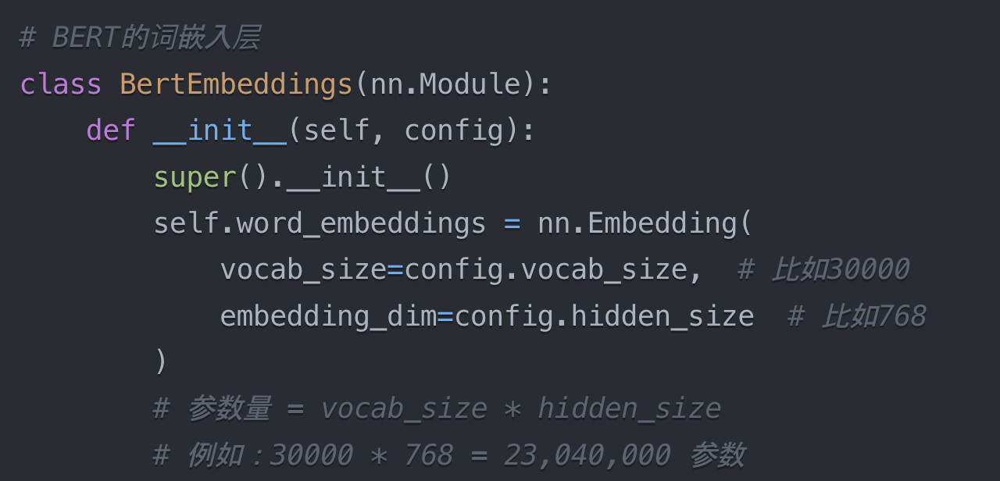 # BERT的词嵌入层
class BertEmbeddings(nn.Module):
    def __init__(self, config):
        super().__init__()
        self.word_embeddings = nn.Embedding(
            vocab_size=config.vocab_size,  # 比如30000
            embedding_dim=config.hidden_size  # 比如768
        )
        # 参数量 = vocab_size * hidden_size
        # 例如：30000 * 768 = 23,040,000 参数